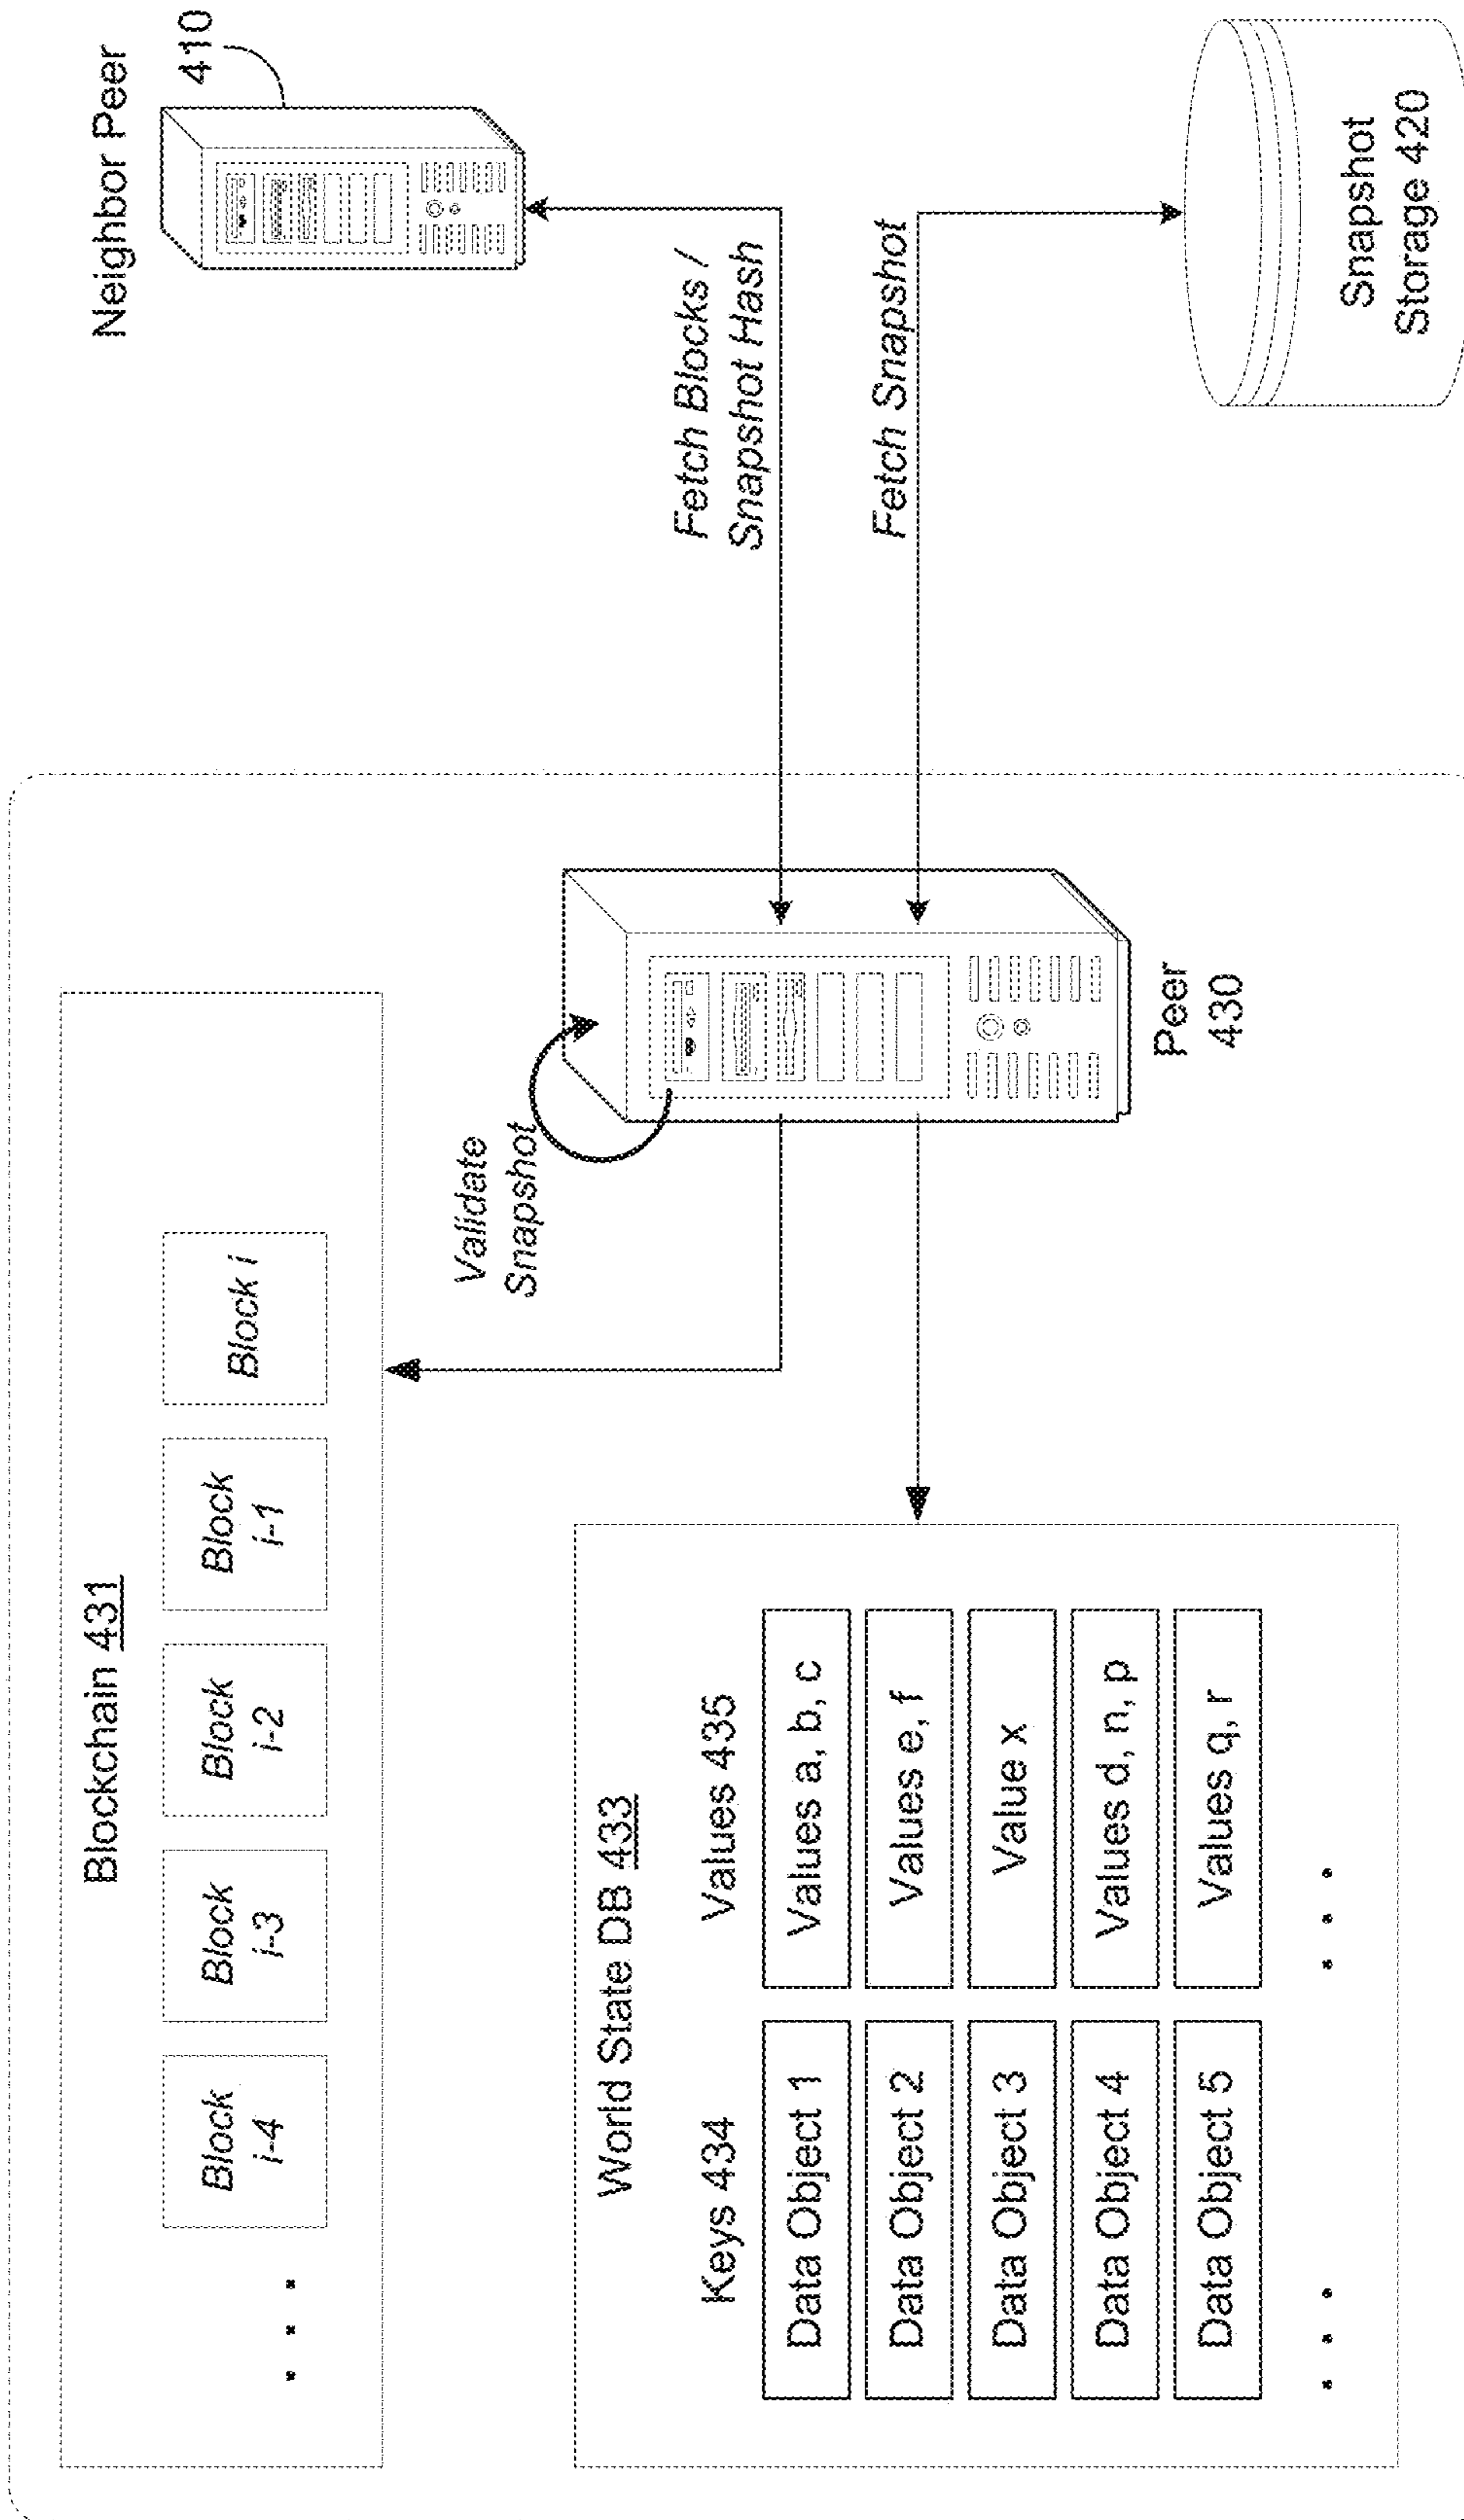 Blockchain 431
Block
i-4
Block
i-3
Block
i-2
Block
i-1
Block i
Validate
Snapshot
World State DB 433
Keys 434
Values 435
Data Object 1
Values a, b, c
Data Object 2
Values e, f
Data Object 3
Value x
Data Object 4
Values d, n, p
Data Object 5
Values q, r
Peer
430
Neighbor Peer
410
Fetch Blocks /
Snapshot Hash
Fetch Snapshot
Snapshot
Storage 420